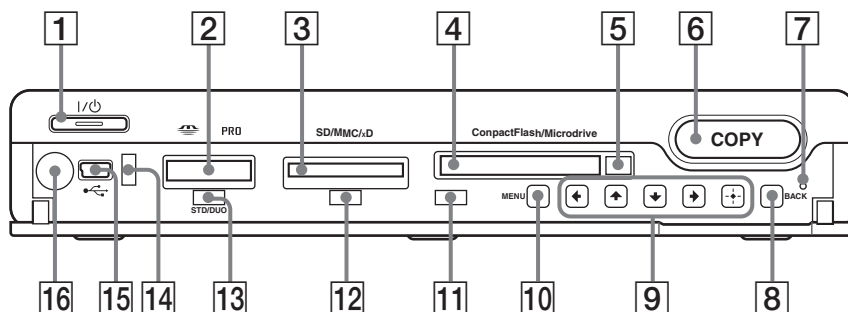 1 2 3 4 5 6 7
I/⏻
PRO
SD/MMC/xD
ConpactFlash/Microdrive
COPY
STD/DUO
MENU
BACK
16 15 14 13 12 11 10 9 8